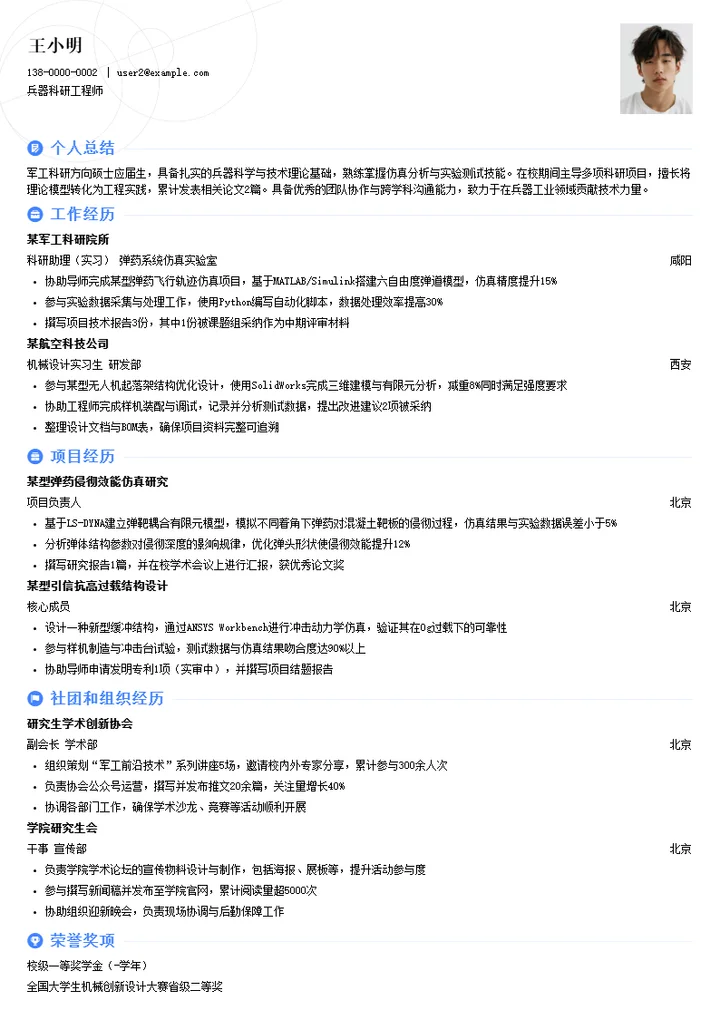 王小明
138-0000-0002 | user2@example.com
兵器科研工程师
个人总结
军工科研方向硕士应届生，具备扎实的兵器科学与技术理论基础，熟练掌握仿真分析与实验测试技能。在校期间主导多项科研项目，擅长将
理论模型转化为工程实践，累计发表相关论文2篇。具备优秀的团队协作与跨学科沟通能力，致力于在兵器工业领域贡献技术力量。
工作经历
某军工科研院所
科研助理（实习） 弹药系统仿真实验室 咸阳
• 协助导师完成某型弹药飞行轨迹仿真项目，基于MATLAB/Simulink搭建六自由度弹道模型，仿真精度提升15%
• 参与实验数据采集与处理工作，使用Python编写自动化脚本，数据处理效率提高30%
• 撰写项目技术报告3份，其中1份被课题组采纳作为中期评审材料
某航空科技公司
机械设计实习生 研发部 西安
• 参与某型无人机起落架结构优化设计，使用SolidWorks完成三维建模与有限元分析，减重8%同时满足强度要求
• 协助工程师完成样机装配与调试，记录并分析测试数据，提出改进建议2项被采纳
• 整理设计文档与BOM表，确保项目资料完整可追溯
项目经历
某型弹药侵彻效能仿真研究
项目负责人 北京
• 基于LS-DYNA建立弹靶耦合有限元模型，模拟不同着角下弹药对混凝土靶板的侵彻过程，仿真结果与实验数据误差小于5%
• 分析弹体结构参数对侵彻深度的影响规律，优化弹头形状使侵彻效能提升12%
• 撰写研究报告1篇，并在校学术会议上进行汇报，获优秀论文奖
某型引信抗高过载结构设计
核心成员 北京
• 设计一种新型缓冲结构，通过ANSYS Workbench进行冲击动力学仿真，验证其在0g过载下的可靠性
• 参与样机制造与冲击台试验，测试数据与仿真结果吻合度达90%以上
• 协助导师申请发明专利1项（实审中），并撰写项目结题报告
社团和组织经历
研究生学术创新协会
副会长 学术部 北京
• 组织策划“军工前沿技术”系列讲座5场，邀请校内外专家分享，累计参与300余人次
• 负责协会公众号运营，撰写并发布推文20余篇，关注量增长40%
• 协调各部门工作，确保学术沙龙、竞赛等活动顺利开展
学院研究生会
干事 宣传部 北京
• 负责学院学术论坛的宣传物料设计与制作，包括海报、展板等，提升活动参与度
• 参与撰写新闻稿并发布至学院官网，累计阅读量超5000次
• 协助组织迎新晚会，负责现场协调与后勤保障工作
荣誉奖项
校级一等奖学金（-学年）
全国大学生机械创新设计大赛省级二等奖